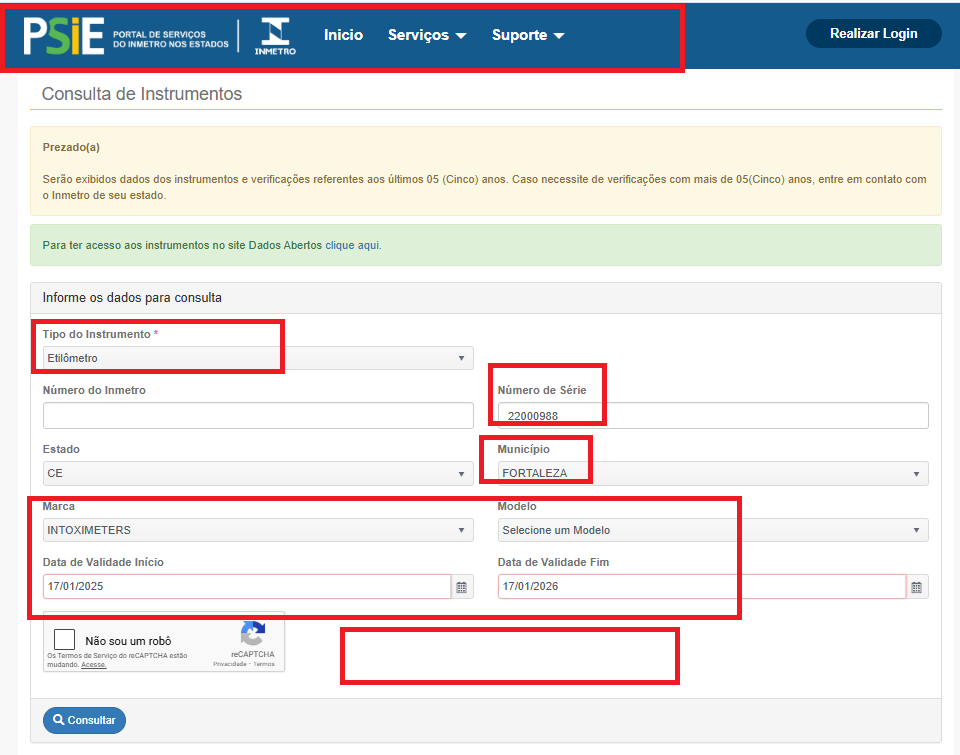 PSiE PORTAL DE SERVIÇOS
DO INMETRO NOS ESTADOS
INMETRO
Inicio Serviços Suporte
Realizar Login
Consulta de Instrumentos
Prezado(a)
Serão exibidos dados dos instrumentos e verificações referentes aos últimos 05 (Cinco) anos. Caso necessite de verificações com mais de 05(Cinco) anos, entre em contato com
o Inmetro de seu estado.
Para ter acesso aos instrumentos no site Dados Abertos clique aqui.
Informe os dados para consulta
Tipo do Instrumento *
Etilômetro
Número do Inmetro
Número de Série
22000988
Estado
CE
Município
FORTALEZA
Marca
INTOXIMETERS
Modelo
Selecione um Modelo
Data de Validade Início
17/01/2025
Data de Validade Fim
17/01/2026
Não sou um robô
reCAPTCHA
Os Termos de Serviço do reCAPTCHA estão
mudando. Acesse.
Privacidade - Termos
Consultar